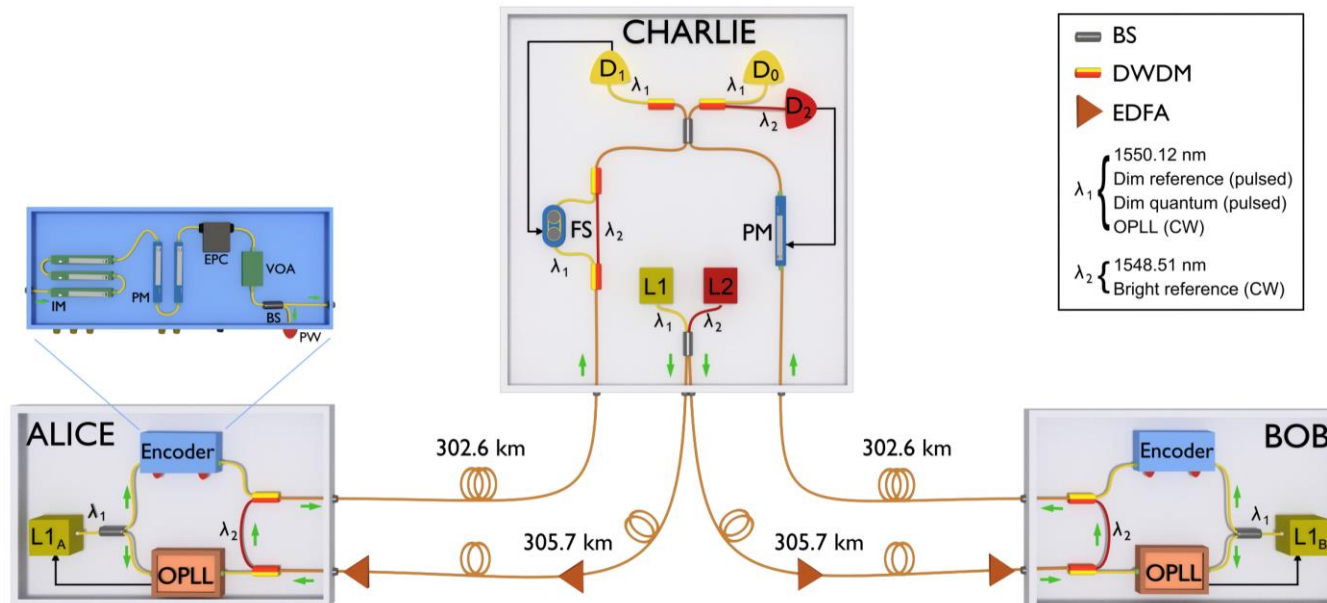 CHARLIE
D1
D0
λ1
λ1
D2
λ2
FS
λ2
λ1
PM
L1
L2
λ1
λ2
BS
DWDM
EDFA
λ1 {
1550.12 nm
Dim reference (pulsed)
Dim quantum (pulsed)
OPLL (CW)
λ2 {
1548.51 nm
Bright reference (CW)
IM
PM
EPC
VOA
BS
PW
ALICE
Encoder
λ1
L1A
λ2
OPLL
302.6 km
305.7 km
302.6 km
305.7 km
BOB
Encoder
λ2
λ1
L1B
OPLL